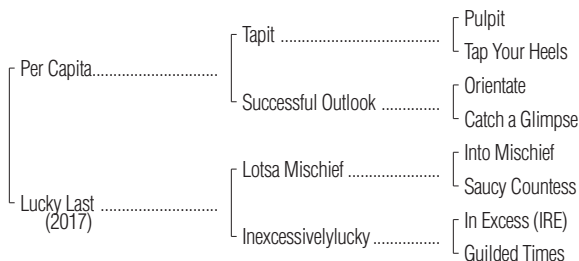 Pulpit
Tapit ..............................
Tap Your Heels
Per Capita........................
Orientate
Successful Outlook ...........
Catch a Glimpse
Into Mischief
Lotsa Mischief .................
Saucy Countess
Lucky Last ......................
(2017)
In Excess (IRE)
Inexcessivelylucky.............
Guilded Times